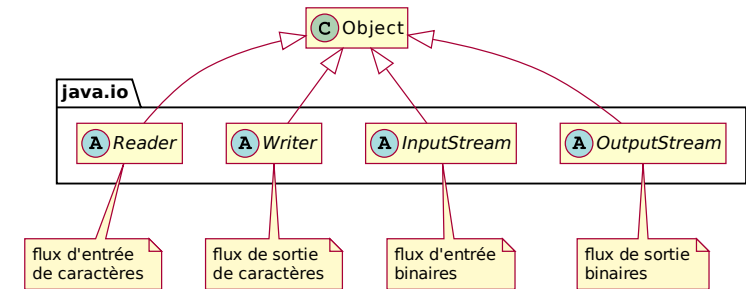 C Object
java.io
A Reader
A Writer
A InputStream
A OutputStream
flux d'entrée
de caractères
flux de sortie
de caractères
flux d'entrée
binaires
flux de sortie
binaires